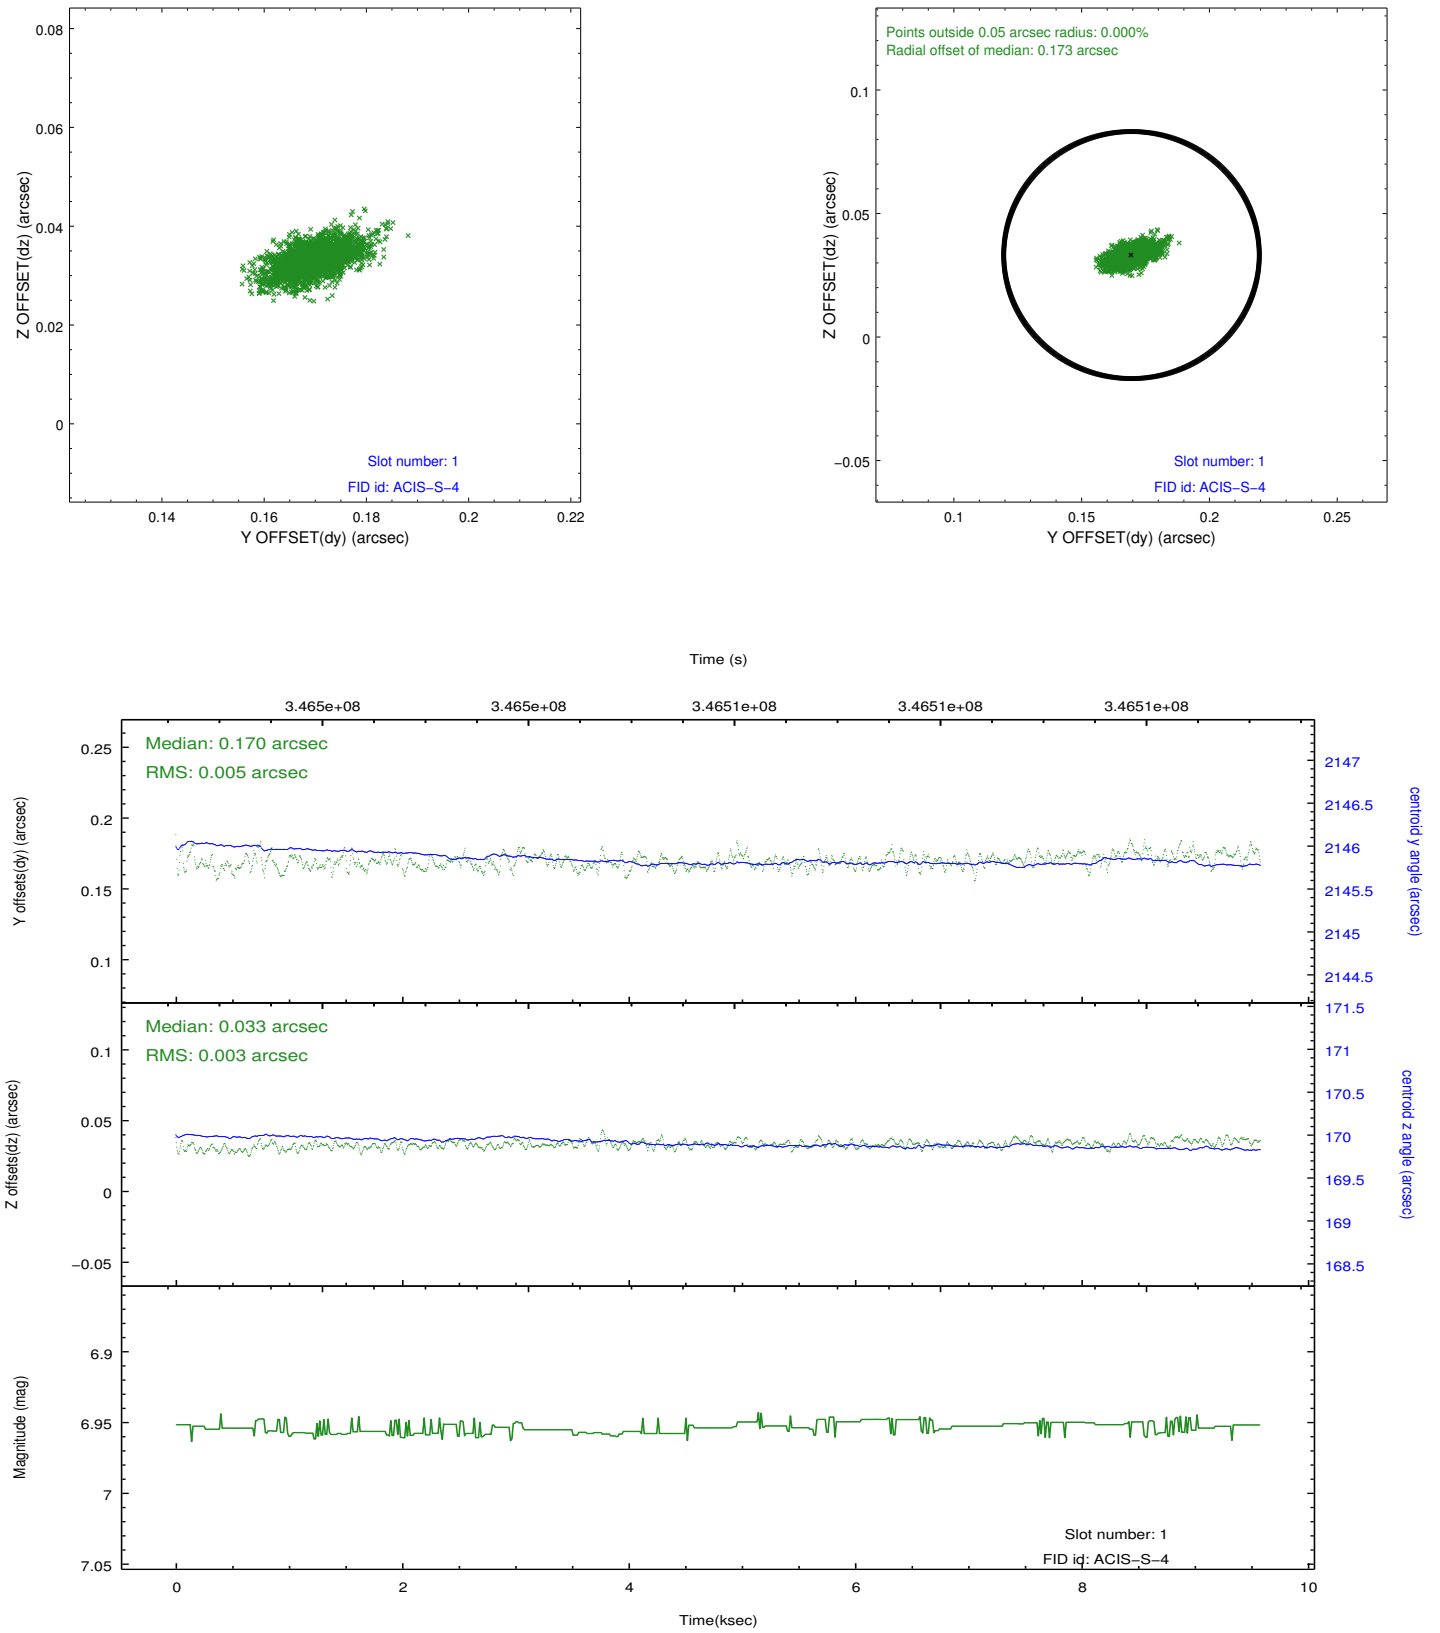 0.08
0.06
0.04
0.02
0
Z OFFSET(dz) (arcsec)
Slot number: 1
FID id: ACIS−S−4
0.14 0.16 0.18 0.2 0.22
Y OFFSET(dy) (arcsec)
Points outside 0.05 arcsec radius: 0.000%
Radial offset of median: 0.173 arcsec
0.1
0.05
0
−0.05
Z OFFSET(dz) (arcsec)
Slot number: 1
FID id: ACIS−S−4
0.1 0.15 0.2 0.25
Y OFFSET(dy) (arcsec)
Time (s)
3.465e+08 3.465e+08 3.4651e+08 3.4651e+08 3.4651e+08
Median: 0.170 arcsec
RMS: 0.005 arcsec
0.25
0.2
0.15
0.1
Y offsets(dy) (arcsec)
2147
2146.5
2146
2145.5
2145
2144.5
centroid y angle (arcsec)
Median: 0.033 arcsec
RMS: 0.003 arcsec
0.1
0.05
0
−0.05
Z offsets(dz) (arcsec)
171.5
171
170.5
170
169.5
169
168.5
centroid z angle (arcsec)
6.9
6.95
7
7.05
Magnitude (mag)
Slot number: 1
FID id: ACIS−S−4
0 2 4 6 8 10
Time(ksec)